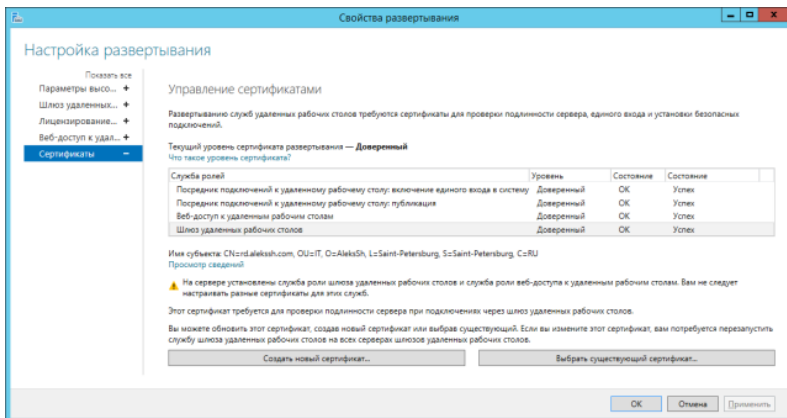 Свойства развертывания
Настройка развертывания
Показать все
Параметры высо... +
Шлюз удаленных... +
Лицензирование... +
Веб-доступ к удал... +
Сертификаты –
Управление сертификатами
Развертыванию служб удаленных рабочих столов требуются сертификаты для проверки подлинности сервера, единого входа и установки безопасных
подключений.
Текущий уровень сертификата развертывания — Доверенный
Что такое уровень сертификата?
Служба ролей Уровень Состояние Состояние
Посредник подключений к удаленному рабочему столу: включение единого входа в систему Доверенный ОК Успех
Посредник подключений к удаленному рабочему столу: публикация Доверенный ОК Успех
Веб-доступ к удаленным рабочим столам Доверенный ОК Успех
Шлюз удаленных рабочих столов Доверенный ОК Успех
Имя субъекта: CN=rd.alekssh.com, OU=IT, O=AleksSh, L=Saint-Petersburg, S=Saint-Petersburg, C=RU
Просмотр сведений
На сервере установлены служба роли шлюза удаленных рабочих столов и служба роли веб-доступа к удаленным рабочим столам. Вам не следует
настраивать разные сертификаты для этих служб.
Этот сертификат требуется для проверки подлинности сервера при подключениях через шлюз удаленных рабочих столов.
Вы можете обновить этот сертификат, создав новый сертификат или выбрав существующий. Если вы измените этот сертификат, вам потребуется перезапустить
службу шлюза удаленных рабочих столов на всех серверах шлюзов удаленных рабочих столов.
Создать новый сертификат... Выбрать существующий сертификат...
ОК Отмена Применить